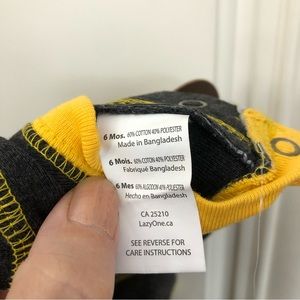 6 Mos. 60% COTTON 40% POLYESTER
Made in Bangladesh
6 Mois. 60% COTON 40% POLYESTER
Fabriqué Bangladesh
6 Mes 60% ALGODON 40% POLYESTER
Hecho en Bangladesh
CA 25210
LazyOne.ca
SEE REVERSE FOR
CARE INSTRUCTIONS